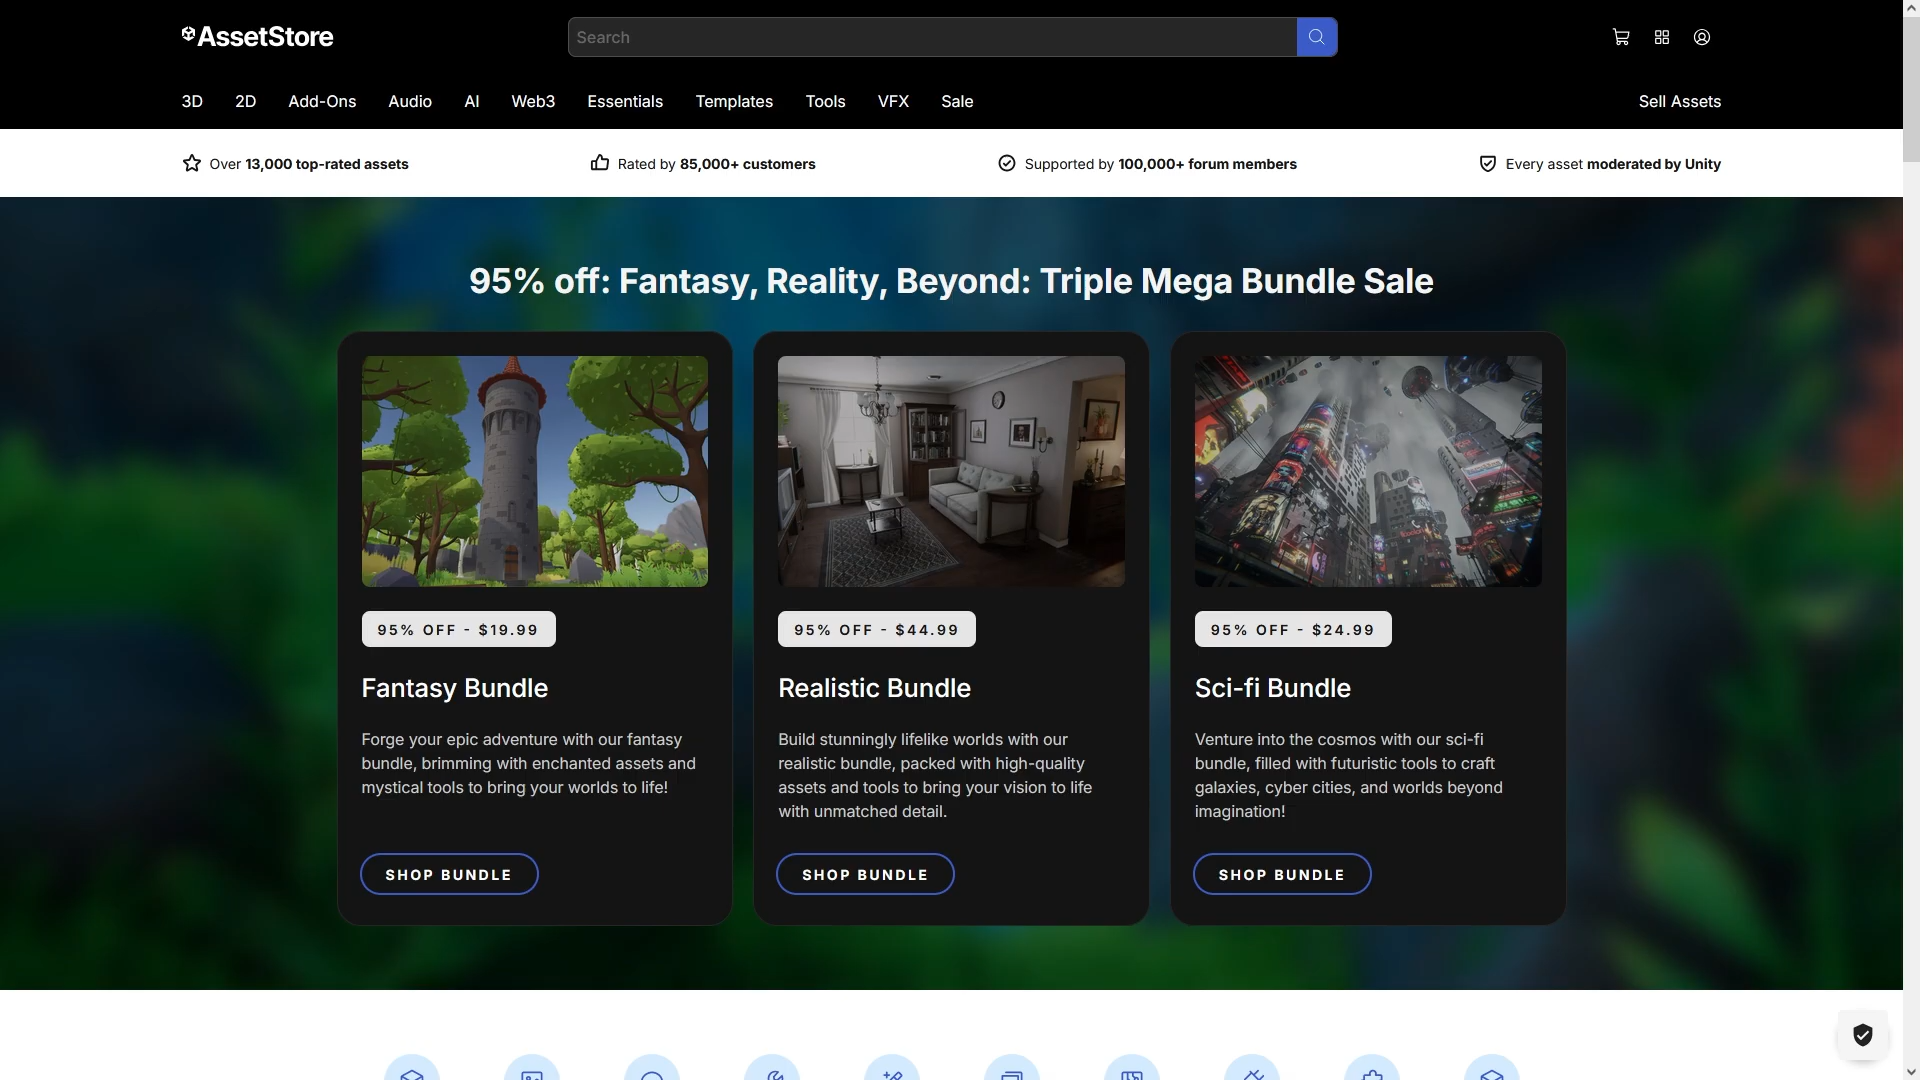 AssetStore
Search
3D 2D Add-Ons Audio AI Web3 Essentials Templates Tools VFX Sale Sell Assets
Over 13,000 top-rated assets Rated by 85,000+ customers Supported by 100,000+ forum members Every asset moderated by Unity
95% off: Fantasy, Reality, Beyond: Triple Mega Bundle Sale
95% OFF - $19.99
Fantasy Bundle
Forge your epic adventure with our fantasy
bundle, brimming with enchanted assets and
mystical tools to bring your worlds to life!
SHOP BUNDLE
95% OFF - $44.99
Realistic Bundle
Build stunningly lifelike worlds with our
realistic bundle, packed with high-quality
assets and tools to bring your vision to life
with unmatched detail.
SHOP BUNDLE
95% OFF - $24.99
Sci-fi Bundle
Venture into the cosmos with our sci-fi
bundle, filled with futuristic tools to craft
galaxies, cyber cities, and worlds beyond
imagination!
SHOP BUNDLE